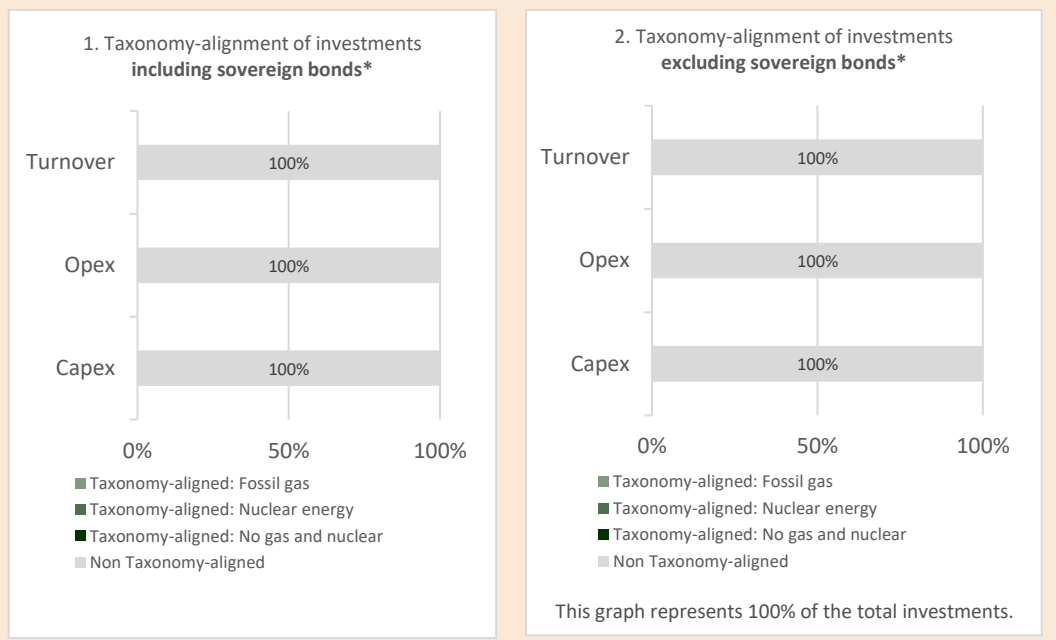 1. Taxonomy-alignment of investments
including sovereign bonds*
Turnover
100%
Opex
100%
Capex
100%
0%
50%
100%
Taxonomy-aligned: Fossil gas
Taxonomy-aligned: Nuclear energy
Taxonomy-aligned: No gas and nuclear
Non Taxonomy-aligned
2. Taxonomy-alignment of investments
excluding sovereign bonds*
Turnover
100%
Opex
100%
Capex
100%
0%
50%
100%
Taxonomy-aligned: Fossil gas
Taxonomy-aligned: Nuclear energy
Taxonomy-aligned: No gas and nuclear
Non Taxonomy-aligned
This graph represents 100% of the total investments.